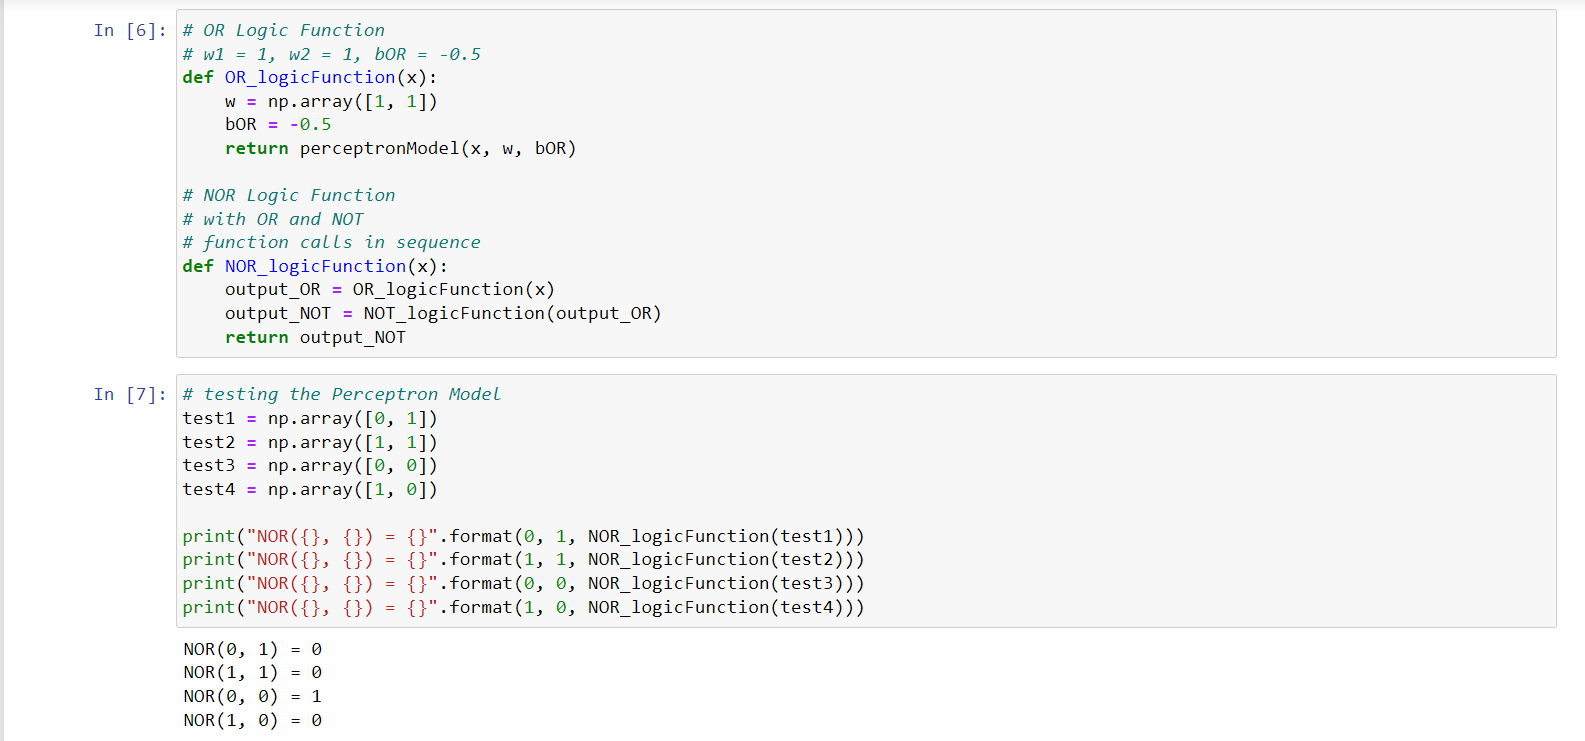 In [6]: # OR Logic Function
# w1 = 1, w2 = 1, bOR = -0.5
def OR_logicFunction(x):
    w = np.array([1, 1])
    bOR = -0.5
    return perceptronModel(x, w, bOR)

# NOR Logic Function
# with OR and NOT
# function calls in sequence
def NOR_logicFunction(x):
    output_OR = OR_logicFunction(x)
    output_NOT = NOT_logicFunction(output_OR)
    return output_NOT

In [7]: # testing the Perceptron Model
test1 = np.array([0, 1])
test2 = np.array([1, 1])
test3 = np.array([0, 0])
test4 = np.array([1, 0])

print("NOR({}, {}) = {}".format(0, 1, NOR_logicFunction(test1)))
print("NOR({}, {}) = {}".format(1, 1, NOR_logicFunction(test2)))
print("NOR({}, {}) = {}".format(0, 0, NOR_logicFunction(test3)))
print("NOR({}, {}) = {}".format(1, 0, NOR_logicFunction(test4)))

NOR(0, 1) = 0
NOR(1, 1) = 0
NOR(0, 0) = 1
NOR(1, 0) = 0